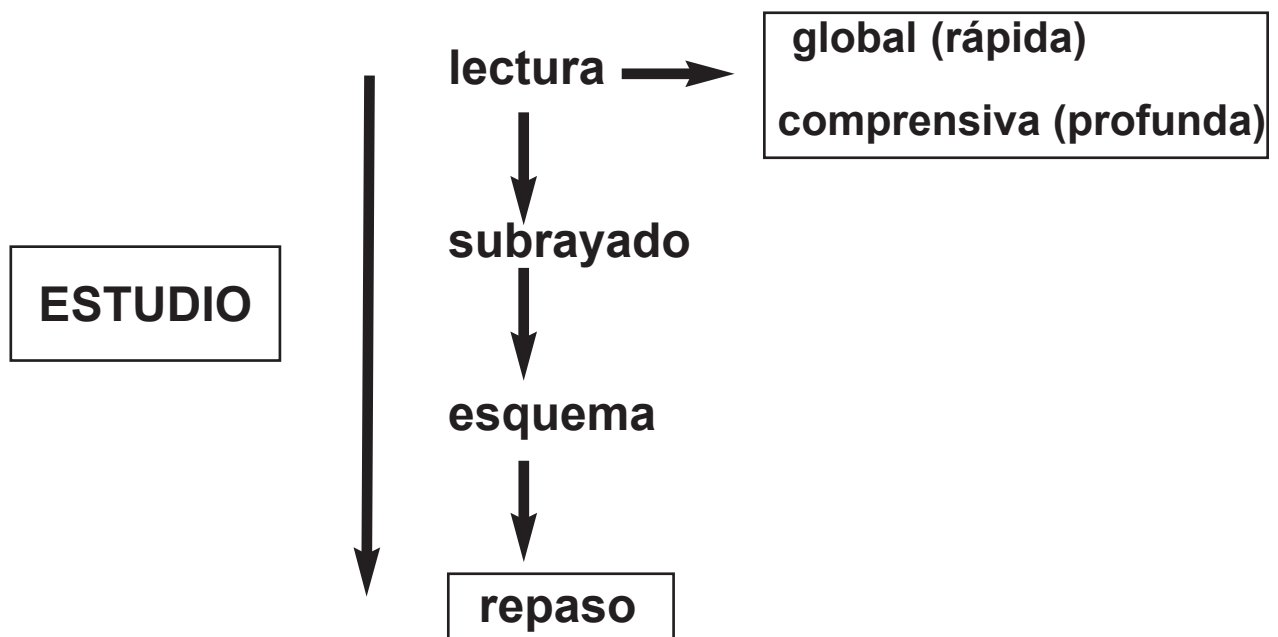 lectura
global (rápida)
comprensiva (profunda)
subrayado
ESTUDIO
esquema
repaso